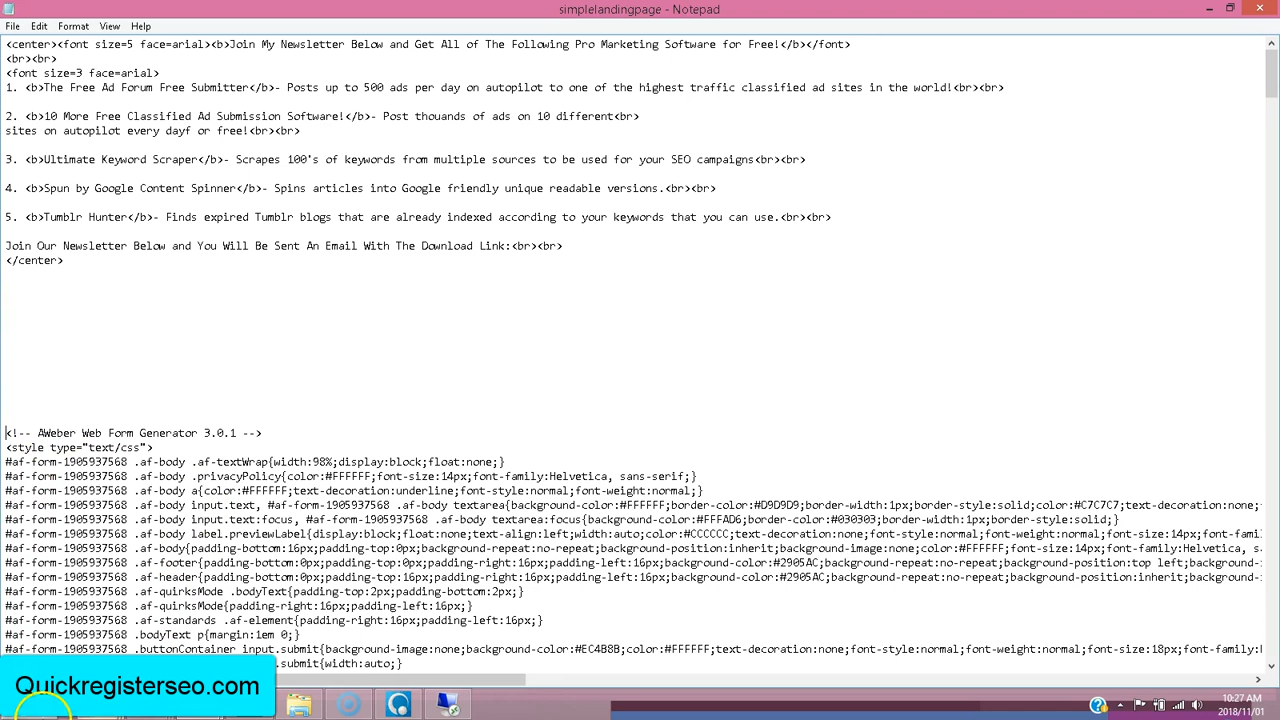 simplelandingpage - Notepad
File Edit Format View Help
<center><font size=5 face=arial><b>Join My Newsletter Below and Get All of The Following Pro Marketing Software for Free!</b></font>
<br><br>
<font size=3 face=arial>
1. <b>The Free Ad Forum Free Submitter</b>- Posts up to 500 ads per day on autopilot to one of the highest traffic classified ad sites in the world!<br><br>
2. <b>10 More Free Classified Ad Submission Software!</b>- Post thouands of ads on 10 different<br>
sites on autopilot every dayf or free!<br><br>
3. <b>Ultimate Keyword Scraper</b>- Scrapes 100's of keywords from multiple sources to be used for your SEO campaigns<br><br>
4. <b>Spun by Google Content Spinner</b>- Spins articles into Google friendly unique readable versions.<br><br>
5. <b>Tumblr Hunter</b>- Finds expired Tumblr blogs that are already indexed according to your keywords that you can use.<br><br>
Join Our Newsletter Below and You Will Be Sent An Email With The Download Link:<br><br>
</center>
<!-- AWeber Web Form Generator 3.0.1 -->
<style type="text/css">
#af-form-1905937568 .af-body .af-textWrap{width:98%;display:block;float:none;}
#af-form-1905937568 .af-body .privacyPolicy{color:#FFFFFF;font-size:14px;font-family:Helvetica, sans-serif;}
#af-form-1905937568 .af-body a{color:#FFFFFF;text-decoration:underline;font-style:normal;font-weight:normal;}
#af-form-1905937568 .af-body input.text, #af-form-1905937568 .af-body textarea{background-color:#FFFFFF;border-color:#D9D9D9;border-width:1px;border-style:solid;color:#C7C7C7;text-decoration:none;
#af-form-1905937568 .af-body input.text:focus, #af-form-1905937568 .af-body textarea:focus{background-color:#FFFAD6;border-color:#030303;border-width:1px;border-style:solid;}
#af-form-1905937568 .af-body label.previewLabel{display:block;float:none;text-align:left;width:auto;color:#CCCCCC;text-decoration:none;font-style:normal;font-weight:normal;font-size:14px;font-famil
#af-form-1905937568 .af-body{padding-bottom:16px;padding-top:0px;background-repeat:no-repeat;background-position:inherit;background-image:none;color:#FFFFFF;font-size:14px;font-family:Helvetica, s
#af-form-1905937568 .af-footer{padding-bottom:0px;padding-top:0px;padding-right:16px;padding-left:16px;background-color:#2905AC;background-repeat:no-repeat;background-position:top left;background-
#af-form-1905937568 .af-header{padding-bottom:0px;padding-top:16px;padding-right:16px;padding-left:16px;background-color:#2905AC;background-repeat:no-repeat;background-position:inherit;background-
#af-form-1905937568 .af-quirksMode .bodyText{padding-top:2px;padding-bottom:2px;}
#af-form-1905937568 .af-quirksMode{padding-right:16px;padding-left:16px;}
#af-form-1905937568 .af-standards .af-element{padding-right:16px;padding-left:16px;}
#af-form-1905937568 .bodyText p{margin:1em 0;}
#af-form-1905937568 .buttonContainer input.submit{background-image:none;background-color:#EC4B8B;color:#FFFFFF;text-decoration:none;font-style:normal;font-weight:normal;font-size:18px;font-family:
.submit{width:auto;}
Quickregisterseo.com
10:27 AM
2018/11/01